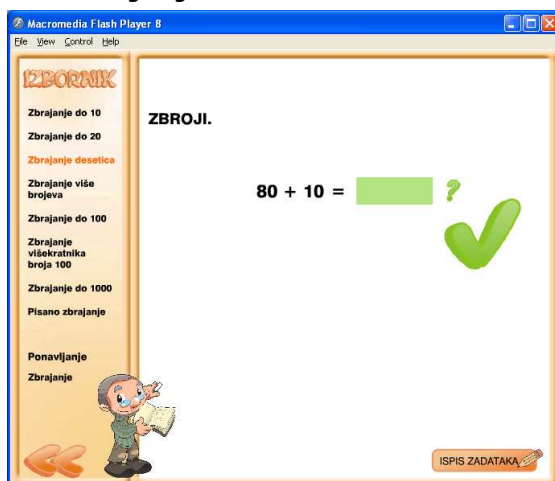 Macromedia Flash Player 8
File View Control Help
IZBORNIK
Zbrajanje do 10
Zbrajanje do 20
Zbrajanje desetica
Zbrajanje više
brojeva
Zbrajanje do 100
Zbrajanje
višekratnika
broja 100
Zbrajanje do 1000
Pisano zbrajanje
Ponavljanje
Zbrajanje
ZBROJI.
80 + 10 = ?
ISPIS ZADATAKA